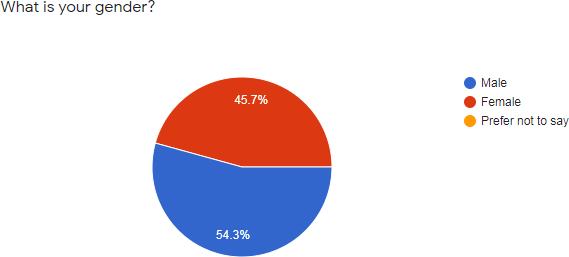 What is your gender?
45.7%
54.3%
Male
Female
Prefer not to say